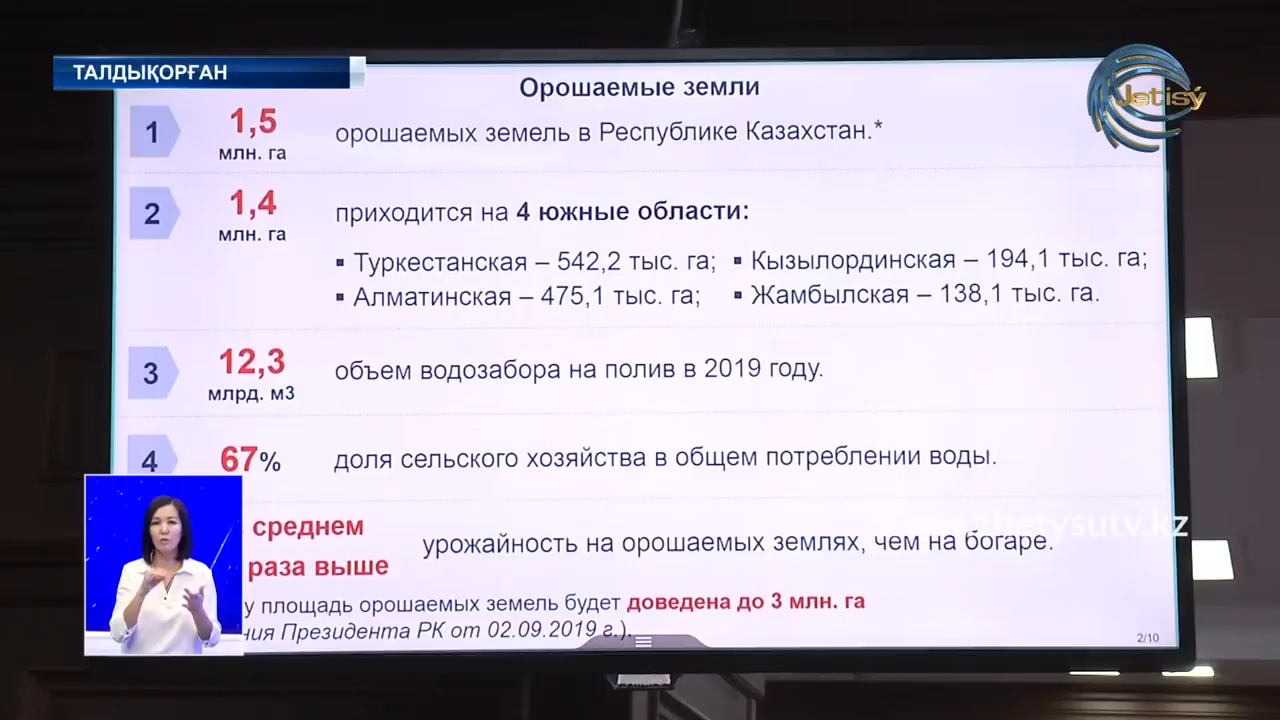 ТАЛДЫҚОРҒАН
Jetisý
Орошаемые земли
1
1,5
млн. га
орошаемых земель в Республике Казахстан.*
2
1,4
млн. га
приходится на 4 южные области:
▪ Туркестанская – 542,2 тыс. га; ▪ Кызылординская – 194,1 тыс. га;
▪ Алматинская – 475,1 тыс. га; ▪ Жамбылская – 138,1 тыс. га.
3
12,3
млрд. м3
объем водозабора на полив в 2019 году.
4
67%
доля сельского хозяйства в общем потреблении воды.
среднем
раза выше
урожайность на орошаемых землях, чем на богаре.
hetysutv.kz
у площадь орошаемых земель будет доведена до 3 млн. га
ния Президента РК от 02.09.2019 г.).
2/10